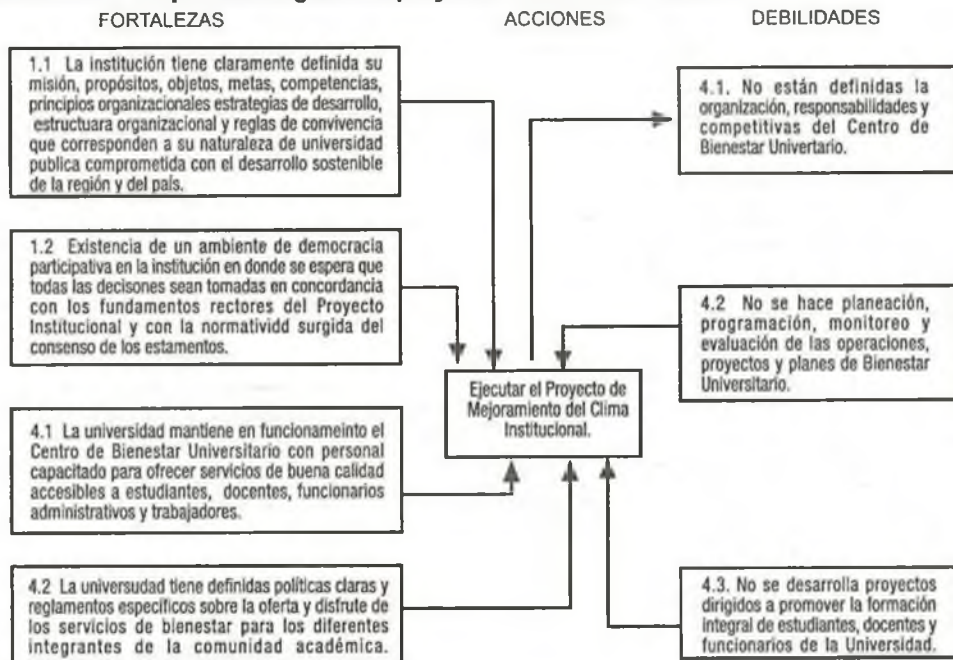 FORTALEZAS
ACCIONES
DEBILIDADES
1.1 La institución tiene claramente definida su
misión, propósitos, objetos, metas, competencias,
principios organizacionales estrategias de desarrollo,
estructuara organizacional y reglas de convivencia
que corresponden a su naturaleza de universidad
publica comprometida con el desarrollo sostenible
de la región y del país.
1.2 Existencia de un ambiente de democracia
participativa en la institución en donde se espera que
todas las decisones sean tomadas en concordancia
con los fundamentos rectores del Proyecto
Institucional y con la normatividd surgida del
consenso de los estamentos.
4.1 La universidad mantiene en funcionameinto el
Centro de Bienestar Universitario con personal
capacitado para ofrecer servicios de buena calidad
accesibles a estudiantes, docentes, funcionarios
administrativos y trabajadores.
4.2 La universudad tiene definidas políticas claras y
reglamentos específicos sobre la oferta y disfrute de
los servicios de bienestar para los diferentes
integrantes de la comunidad académica.
Ejecutar el Proyecto de
Mejoramiento del Clima
Institucional.
4.1. No están definidas la
organización, responsabilidades y
competitivas del Centro de
Bienestar Univertario.
4.2 No se hace planeación,
programación, monitoreo y
evaluación de las operaciones,
proyectos y planes de Bienestar
Universitario.
4.3. No se desarrolla proyectos
dirigidos a promover la formación
integral de estudiantes, docentes y
funcionarios de la Universidad.